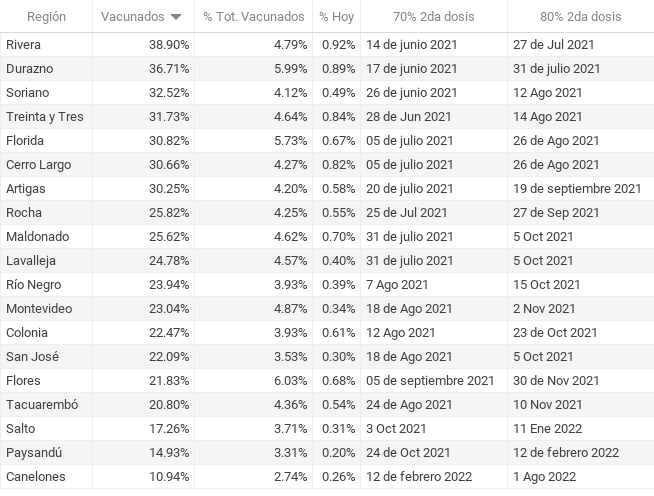 Región Vacunados % Tot. Vacunados % Hoy 70% 2da dosis 80% 2da dosis
Rivera 38.90% 4.79% 0.92% 14 de junio 2021 27 de Jul 2021
Durazno 36.71% 5.99% 0.89% 17 de junio 2021 31 de julio 2021
Soriano 32.52% 4.12% 0.49% 26 de junio 2021 12 Ago 2021
Treinta y Tres 31.73% 4.64% 0.84% 28 de Jun 2021 14 Ago 2021
Florida 30.82% 5.73% 0.67% 05 de julio 2021 26 de Ago 2021
Cerro Largo 30.66% 4.27% 0.82% 05 de julio 2021 26 de Ago 2021
Artigas 30.25% 4.20% 0.58% 20 de julio 2021 19 de septiembre 2021
Rocha 25.82% 4.25% 0.55% 25 de Jul 2021 27 de Sep 2021
Maldonado 25.62% 4.62% 0.70% 31 de julio 2021 5 Oct 2021
Lavalleja 24.78% 4.57% 0.40% 31 de julio 2021 5 Oct 2021
Río Negro 23.94% 3.93% 0.39% 7 Ago 2021 15 Oct 2021
Montevideo 23.04% 4.87% 0.34% 18 de Ago 2021 2 Nov 2021
Colonia 22.47% 3.93% 0.61% 12 Ago 2021 23 de Oct 2021
San José 22.09% 3.53% 0.30% 18 de Ago 2021 5 Oct 2021
Flores 21.83% 6.03% 0.68% 05 de septiembre 2021 30 de Nov 2021
Tacuarembó 20.80% 4.36% 0.54% 24 de Ago 2021 10 Nov 2021
Salto 17.26% 3.71% 0.31% 3 Oct 2021 11 Ene 2022
Paysandú 14.93% 3.31% 0.20% 24 de Oct 2021 12 de febrero 2022
Canelones 10.94% 2.74% 0.26% 12 de febrero 2022 1 Ago 2022